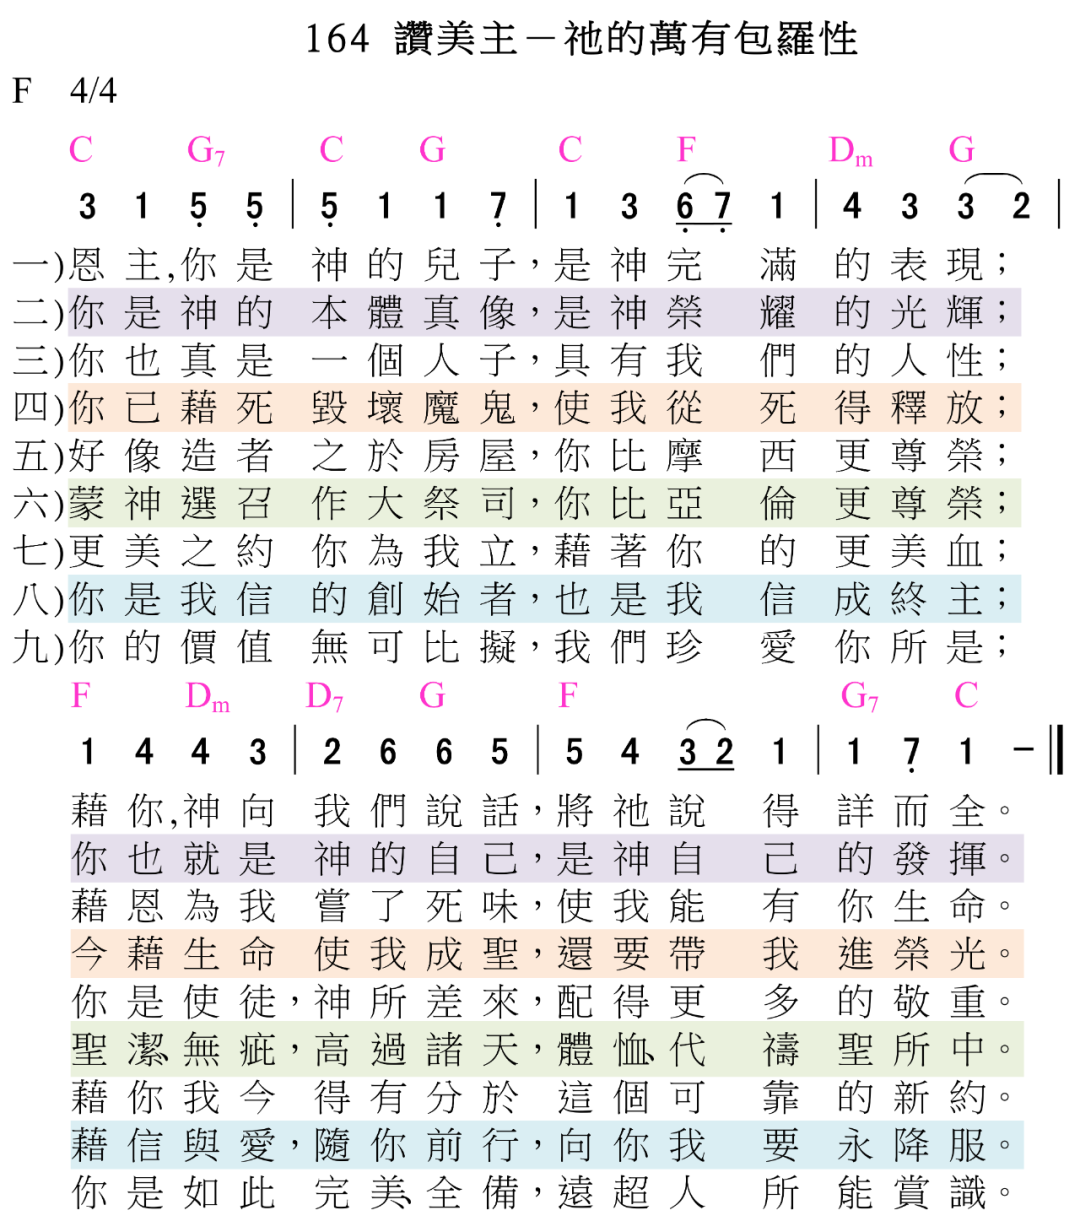 164 讚美主－祂的萬有包羅性
F 4/4
C G7 C G C F Dm G
3 1 5̣ 5̣ | 5̣ 1 1 7̣ | 1 3 6̣ 7̣ 1 | 4 3 3 2 |
一)恩主,你是神的兒子，是神完滿的表現；
二)你是神的本體真像，是神榮耀的光輝；
三)你也真是一個人子，具有我們的人性；
四)你已藉死毀壞魔鬼，使我從死得釋放；
五)好像造者之於房屋，你比摩西更尊榮；
六)蒙神選召作大祭司，你比亞倫更尊榮；
七)更美之約你為我立，藉著你的更美血；
八)你是我信的創始者，也是我信成終主；
九)你的價值無可比擬，我們珍愛你所是；
F Dm D7 G F G7 C
1 4 4 3 | 2 6 6 5 | 5 4 3 2 1 | 1 7̣ 1 － ‖
藉你,神向我們說話，將祂說得詳而全。
你也就是神的自己，是神自己的發揮。
藉恩為我嘗了死味，使我能有你生命。
今藉生命使我成聖，還要帶我進榮光。
你是使徒，神所差來，配得更多的敬重。
聖潔、無疵，高過諸天，體恤、代禱聖所中。
藉你我今得有分於這個可靠的新約。
藉信與愛，隨你前行，向你我要永降服。
你是如此完美、全備，遠超人所能賞識。